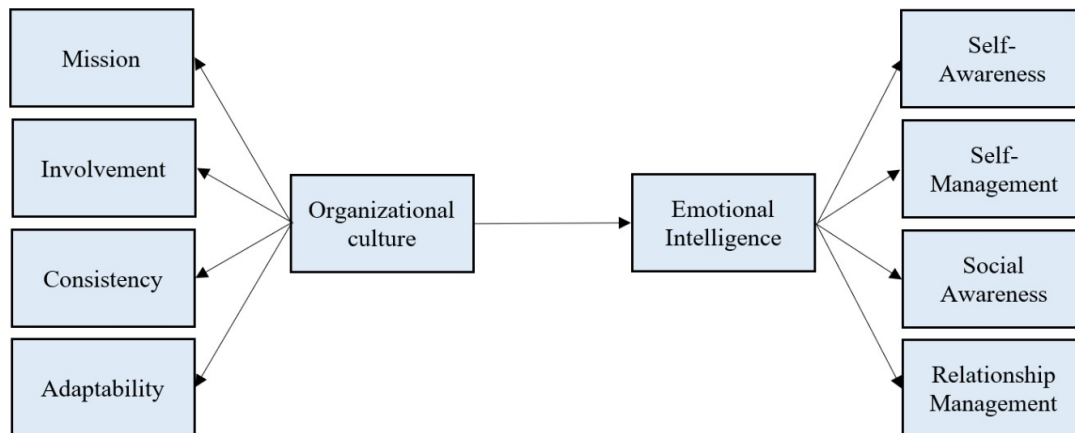 Mission
Involvement
Consistency
Adaptability
Organizational
culture
Emotional
Intelligence
Self-
Awareness
Self-
Management
Social
Awareness
Relationship
Management